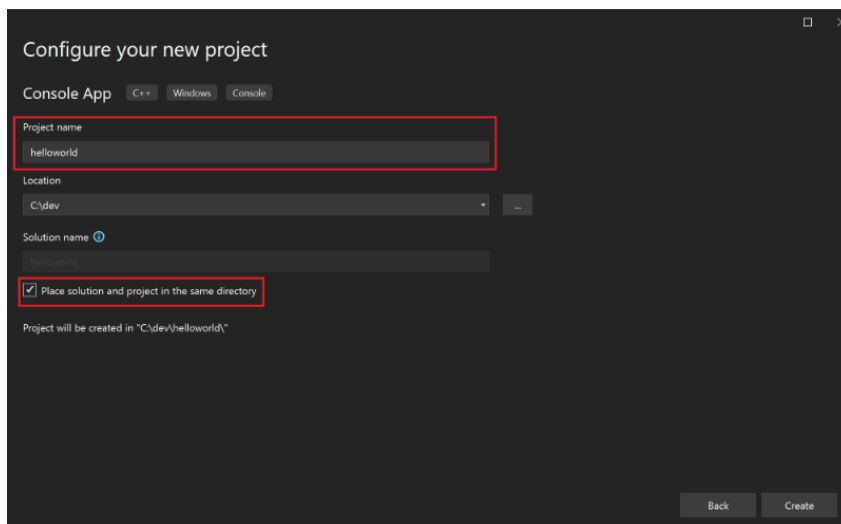 Configure your new project
Console App C++ Windows Console
Project name
helloworld
Location
C:\dev
...
Solution name
helloworld
Place solution and project in the same directory
Project will be created in "C:\dev\helloworld\"
Back Create